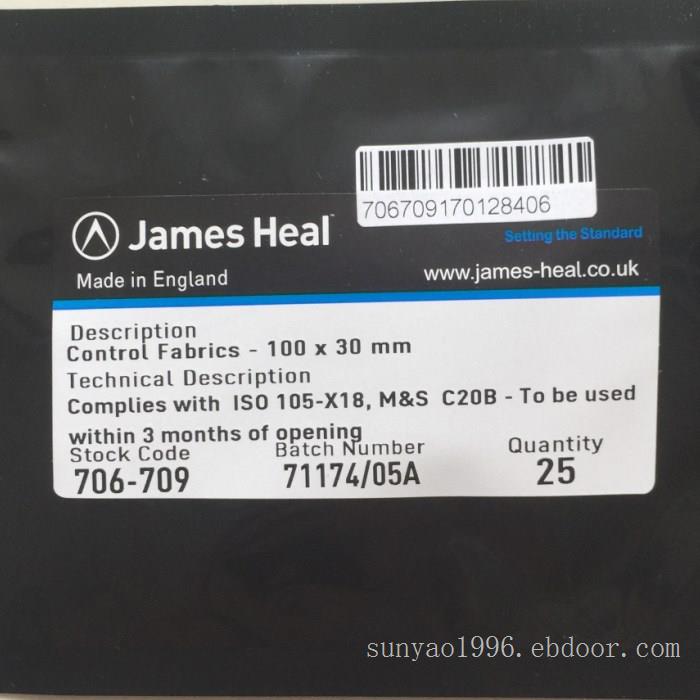 706709170128406
James Heal
Setting the Standard
Made in England
www.james-heal.co.uk
Description
Control Fabrics - 100 x 30 mm
Technical Description
Complies with ISO 105-X18, M&S C20B - To be used
within 3 months of opening
Stock Code Batch Number Quantity
706-709 71174/05A 25
sunyao1996.ebdoor.com